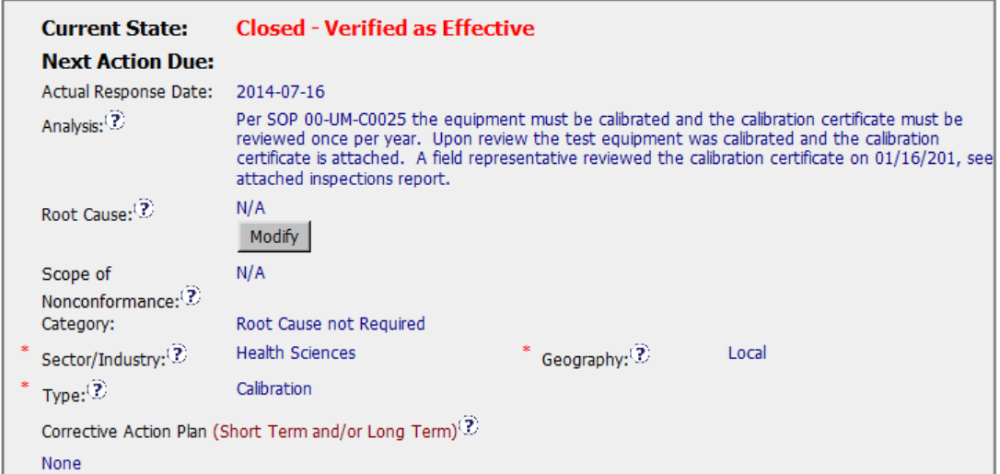 Current State: Closed - Verified as Effective
Next Action Due:
Actual Response Date: 2014-07-16
Analysis:(?) Per SOP 00-UM-C0025 the equipment must be calibrated and the calibration certificate must be
reviewed once per year. Upon review the test equipment was calibrated and the calibration
certificate is attached. A field representative reviewed the calibration certificate on 01/16/201, see
attached inspections report.
Root Cause:(?) N/A
Modify
Scope of N/A
Nonconformance:(?)
Category: Root Cause not Required
* Sector/Industry:(?) Health Sciences * Geography:(?) Local
* Type:(?) Calibration
Corrective Action Plan (Short Term and/or Long Term)(?)
None